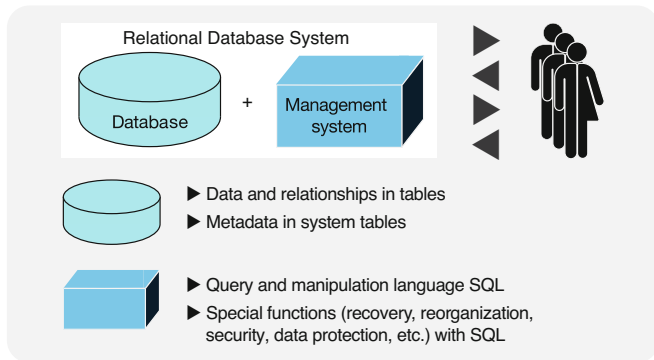 Relational Database System
Database
+
Management
system
▶ Data and relationships in tables
▶ Metadata in system tables
▶ Query and manipulation language SQL
▶ Special functions (recovery, reorganization,
security, data protection, etc.) with SQL